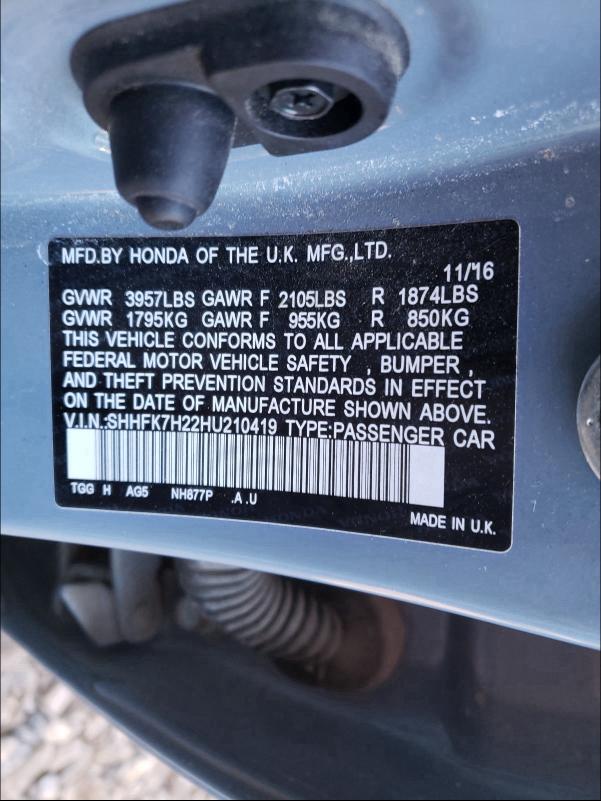 MFD.BY HONDA OF THE U.K. MFG.,LTD.
11/'16
GVWR 3957LBS GAWR F 2105LBS R 1874LBS
GVWR 1795KG GAWR F 955KG R 850KG
THIS VEHICLE CONFORMS TO ALL APPLICABLE
FEDERAL MOTOR VEHICLE SAFETY , BUMPER ,
AND THEFT PREVENTION STANDARDS IN EFFECT
ON THE DATE OF MANUFACTURE SHOWN ABOVE.
V.I.N.:SHHFK7H22HU210419 TYPE:PASSENGER CAR
TGG H AG5 NH877P .A .U
MADE IN U.K.